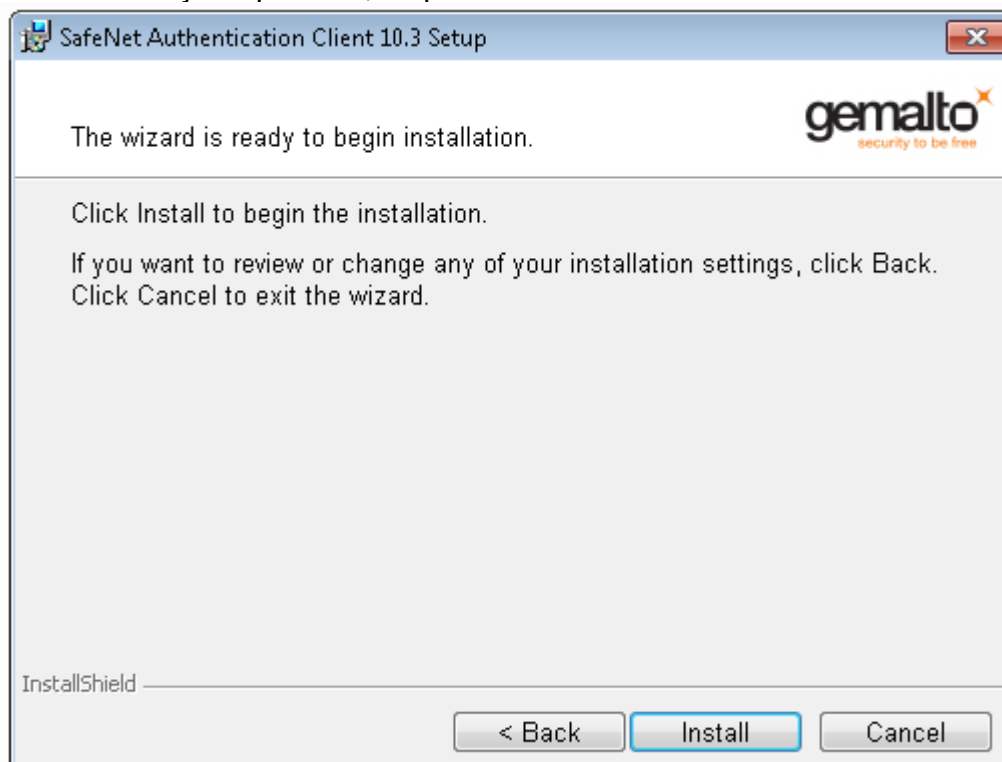 SafeNet Authentication Client 10.3 Setup
gemalto
security to be free
The wizard is ready to begin installation.
Click Install to begin the installation.
If you want to review or change any of your installation settings, click Back.
Click Cancel to exit the wizard.
InstallShield
< Back
Install
Cancel